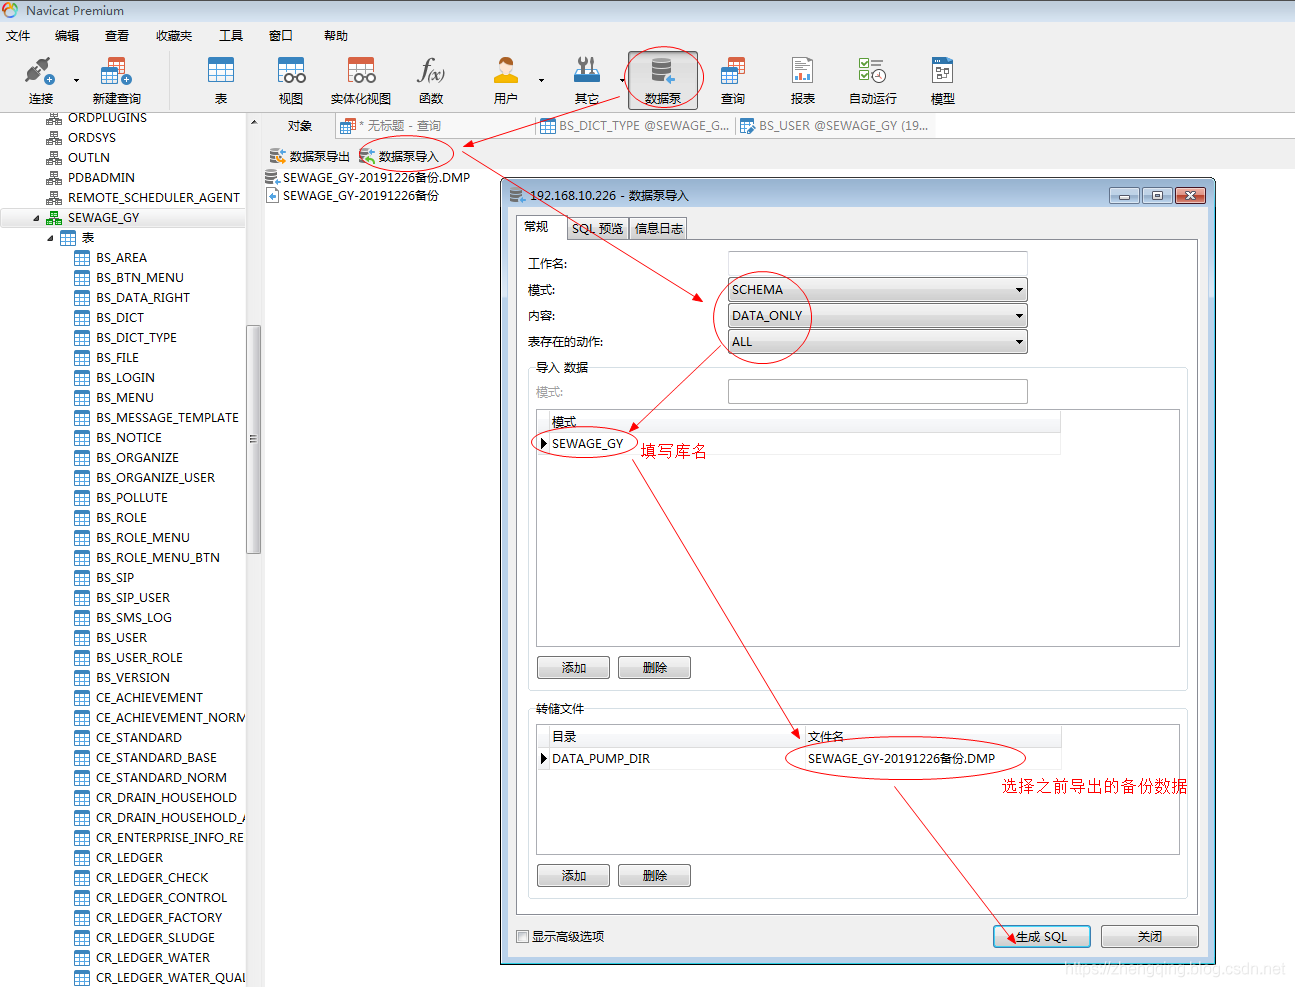 Navicat Premium
文件 编辑 查看 收藏夹 工具 窗口 帮助
连接 新建查询 表 视图 实体化视图 函数 用户 其它 数据泵 查询 报表 自动运行 模型
ORDPLUGINS
ORDSYS
OUTLN
PDBADMIN
REMOTE_SCHEDULER_AGENT
SEWAGE_GY
表
BS_AREA
BS_BTN_MENU
BS_DATA_RIGHT
BS_DICT
BS_DICT_TYPE
BS_FILE
BS_LOGIN
BS_MENU
BS_MESSAGE_TEMPLATE
BS_NOTICE
BS_ORGANIZE
BS_ORGANIZE_USER
BS_POLLUTE
BS_ROLE
BS_ROLE_MENU
BS_ROLE_MENU_BTN
BS_SIP
BS_SIP_USER
BS_SMS_LOG
BS_USER
BS_USER_ROLE
BS_VERSION
CE_ACHIEVEMENT
CE_ACHIEVEMENT_NORM
CE_STANDARD
CE_STANDARD_BASE
CE_STANDARD_NORM
CR_DRAIN_HOUSEHOLD
CR_DRAIN_HOUSEHOLD_A
CR_ENTERPRISE_INFO_RE
CR_LEDGER
CR_LEDGER_CHECK
CR_LEDGER_CONTROL
CR_LEDGER_FACTORY
CR_LEDGER_SLUDGE
CR_LEDGER_WATER
CR_LEDGER_WATER_QUAL
对象 * 无标题 - 查询 BS_DICT_TYPE @SEWAGE_G... BS_USER @SEWAGE_GY (19...
数据泵导出 数据泵导入
SEWAGE_GY-20191226备份.DMP
SEWAGE_GY-20191226备份
192.168.10.226 - 数据泵导入
常规 SQL 预览 信息日志
工作名:
模式: SCHEMA
内容: DATA_ONLY
表存在的动作: ALL
导入 数据
模式:
模式
SEWAGE_GY 填写库名
添加 删除
转储文件
目录 文件名
DATA_PUMP_DIR SEWAGE_GY-20191226备份.DMP
选择之前导出的备份数据
添加 删除
显示高级选项 生成 SQL 关闭
https://zhengqing.blog.csdn.net